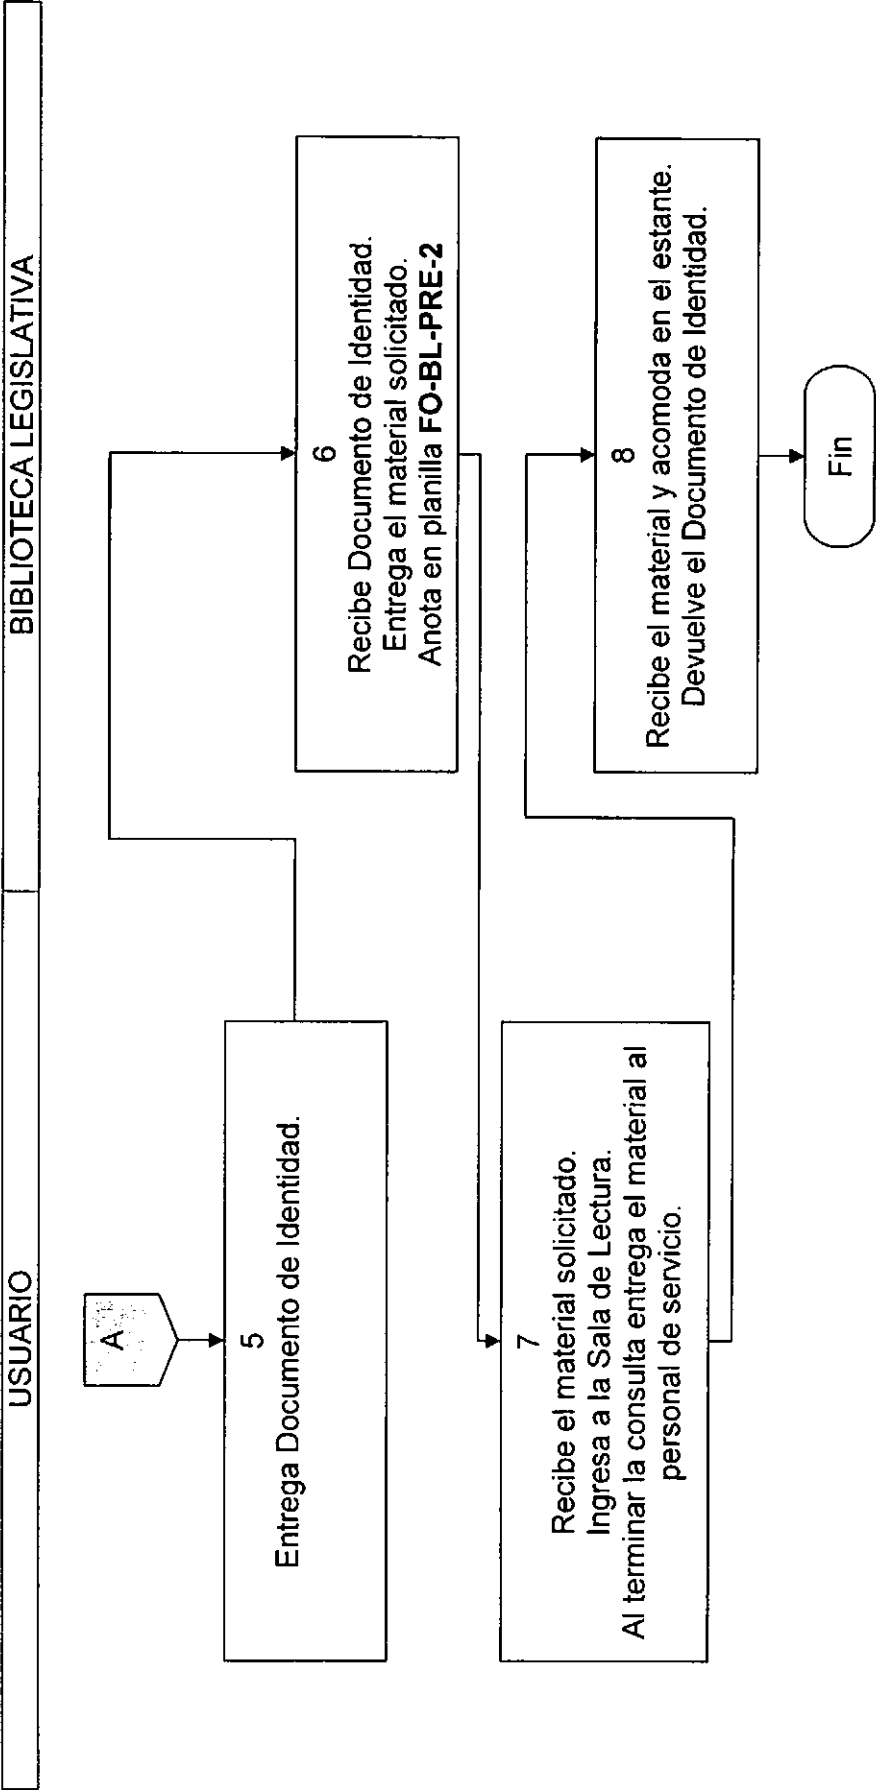 USUARIO
BIBLIOTECA LEGISLATIVA
A
5
Entrega Documento de Identidad.
6
Recibe Documento de Identidad.
Entrega el material solicitado.
Anota en planilla FO-BL-PRE-2
7
Recibe el material solicitado.
Ingresa a la Sala de Lectura.
Al terminar la consulta entrega el material al
personal de servicio.
8
Recibe el material y acomoda en el estante.
Devuelve el Documento de Identidad.
Fin